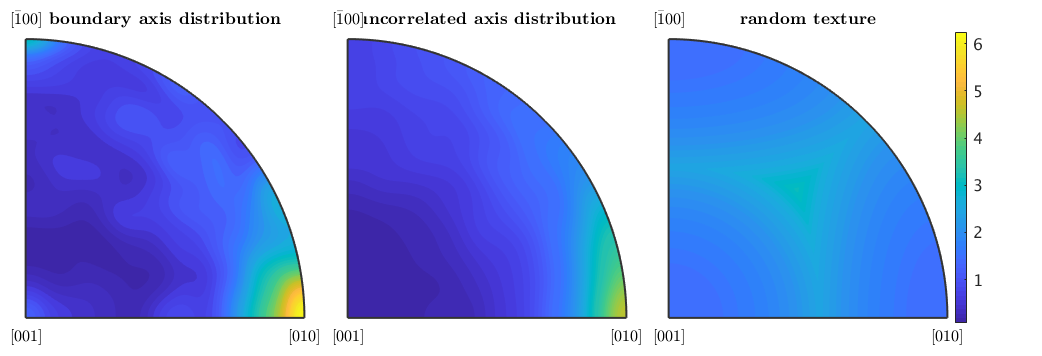 [1̄00] boundary axis distribution
[1̄00]ncorrelated axis distribution
[1̄00] random texture
6
5
4
3
2
1
[001] [010] [001] [010] [001] [010]